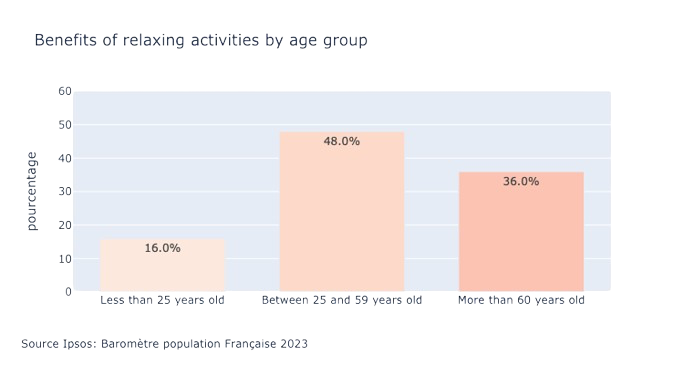 Benefits of relaxing activities by age group
60
50
40
30
20
10
0
pourcentage
16.0%
48.0%
36.0%
Less than 25 years old
Between 25 and 59 years old
More than 60 years old
Source Ipsos: Baromètre population Française 2023